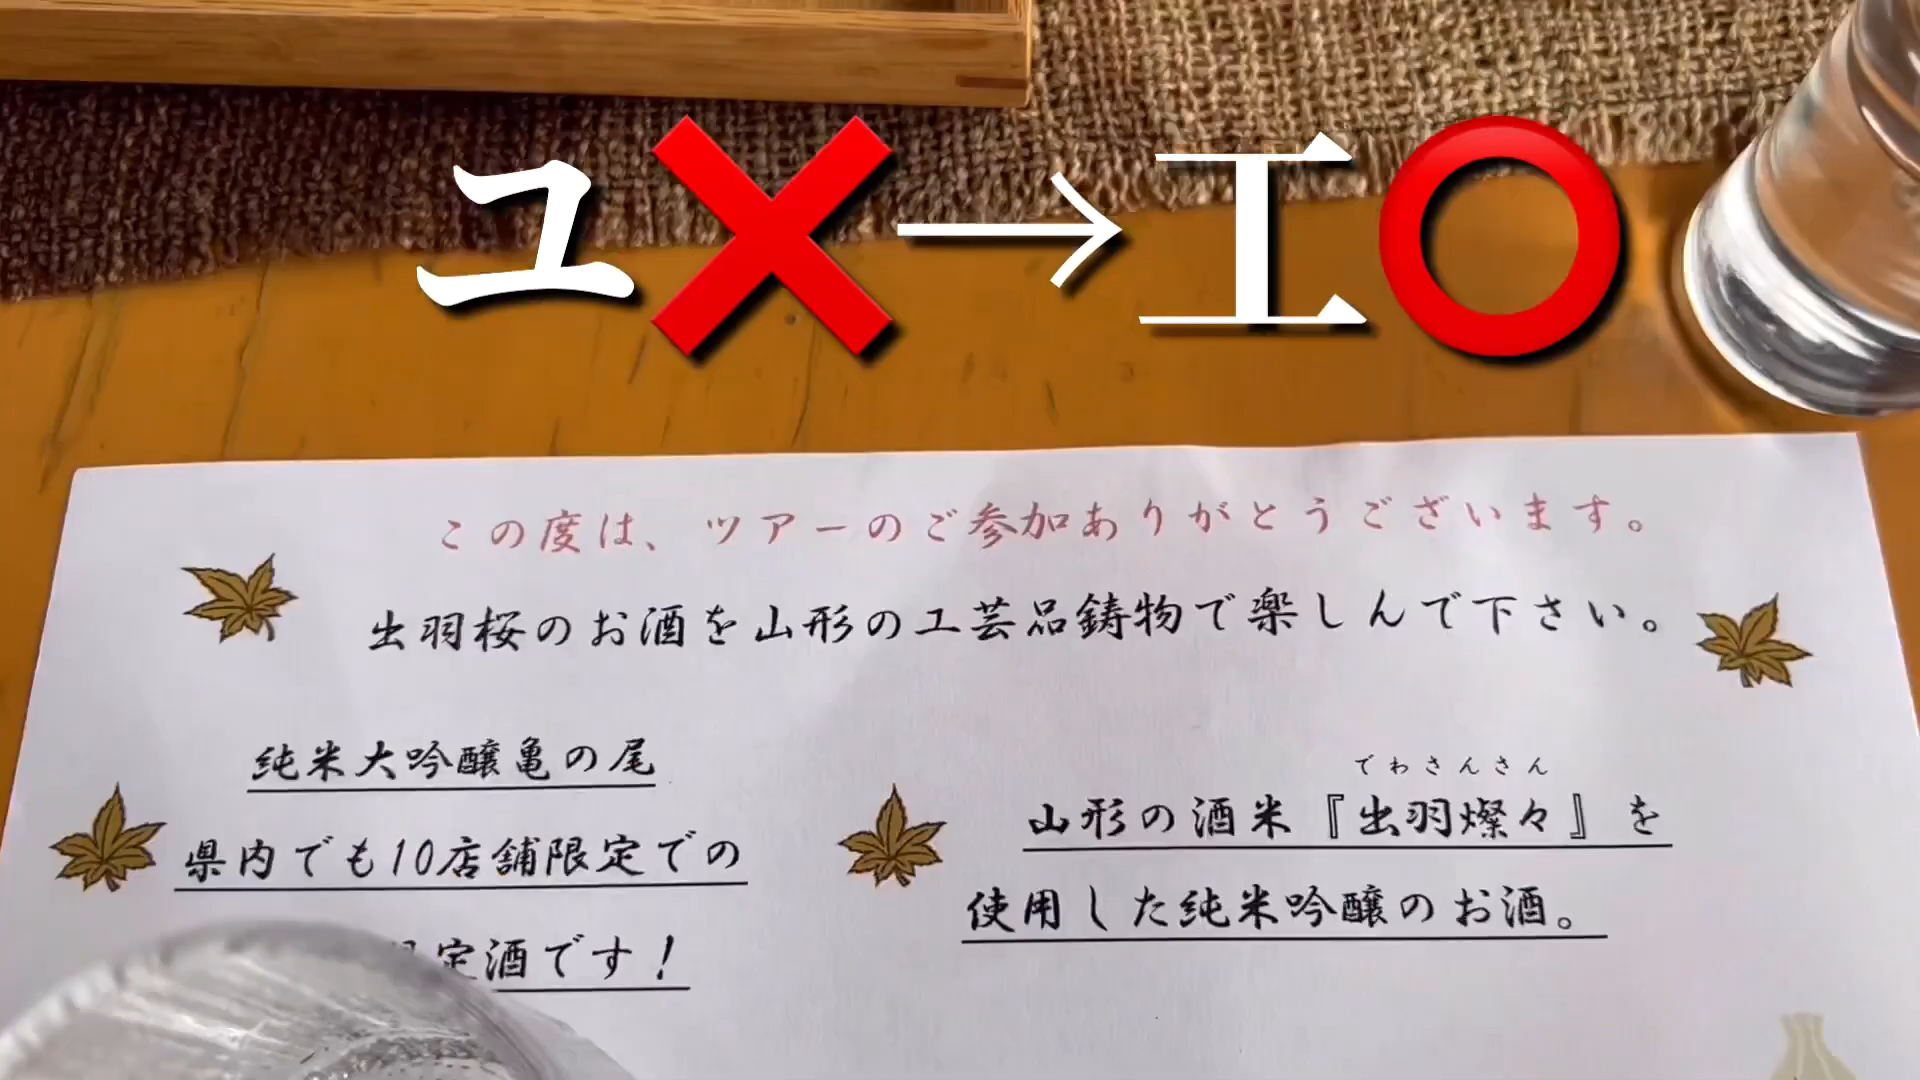 ユ❌→工⭕
この度は、ツアーのご参加ありがとうございます。
出羽桜のお酒を山形の工芸品鋳物で楽しんで下さい。
純米大吟醸亀の尾
県内でも10店舗限定での
定酒です！
でわさんさん
山形の酒米『出羽燦々』を
使用した純米吟醸のお酒。